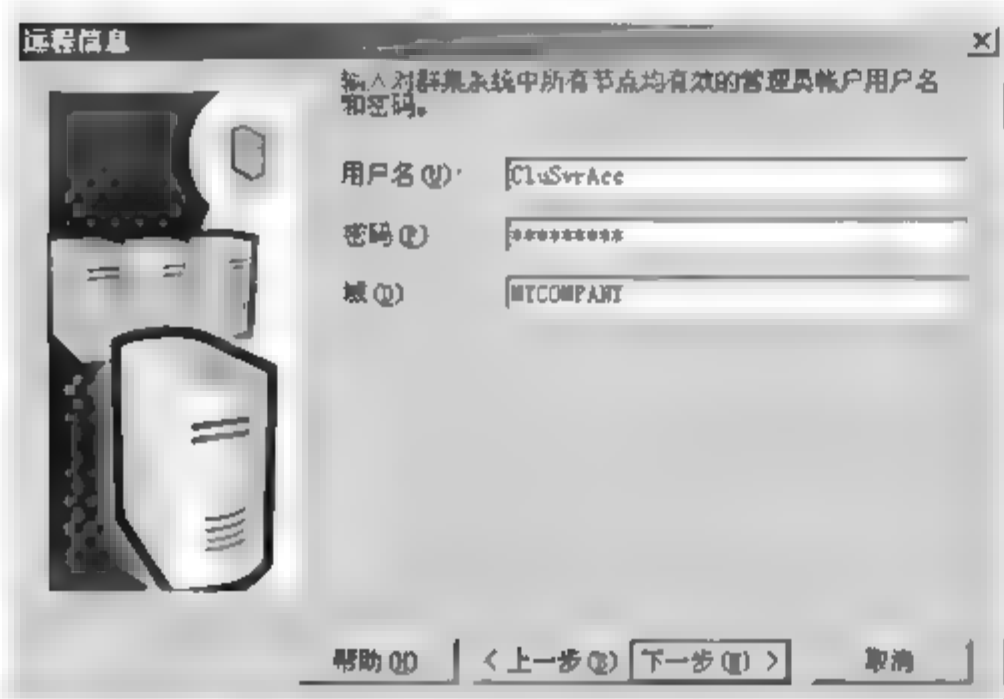 远程信息
输入对群集系统中所有节点均有效的管理员帐户用户名
和密码。
用户名(U):
CluSvrAcc
密码(P)
*********
域(D)
MYCOMPANY
帮助(H)
< 上一步(B)
下一步(N) >
取消